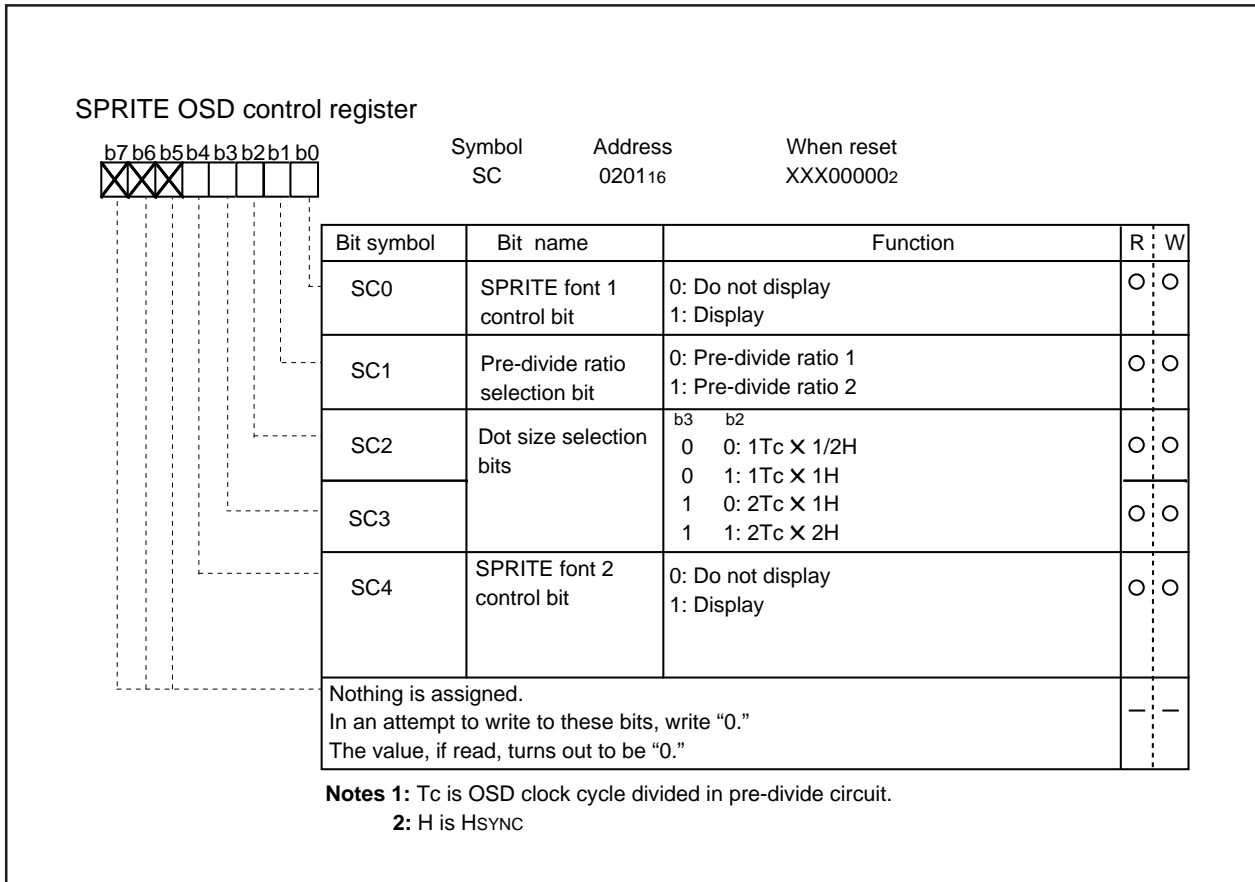 SPRITE OSD control register
b7 b6 b5 b4 b3 b2 b1 b0
Symbol Address When reset
SC 020116 XXX000002
Bit symbol Bit name Function R W
SC0 SPRITE font 1 control bit 0: Do not display ○ ○
1: Display
SC1 Pre-divide ratio selection bit 0: Pre-divide ratio 1 ○ ○
1: Pre-divide ratio 2
SC2 Dot size selection bits b3 b2 ○ ○
0 0: 1Tc X 1/2H
0 1: 1Tc X 1H
SC3 1 0: 2Tc X 1H ○ ○
1 1: 2Tc X 2H
SC4 SPRITE font 2 control bit 0: Do not display ○ ○
1: Display
Nothing is assigned.
In an attempt to write to these bits, write “0.” – –
The value, if read, turns out to be “0.”
Notes 1: Tc is OSD clock cycle divided in pre-divide circuit.
2: H is HSYNC